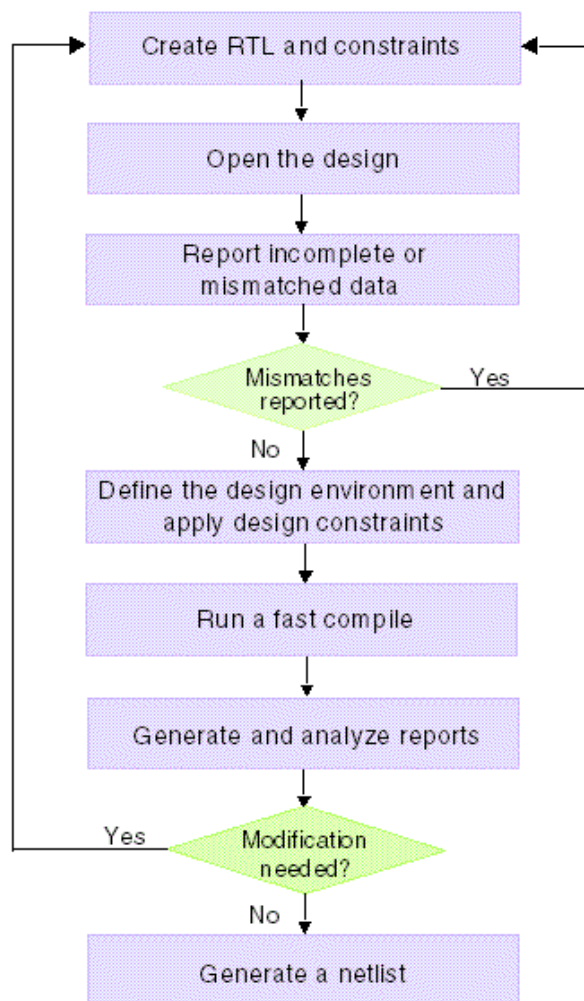 Create RTL and constraints
Open the design
Report incomplete or
mismatched data
Mismatches
reported?
Yes
No
Define the design environment and
apply design constraints
Run a fast compile
Generate and analyze reports
Yes
Modification
needed?
No
Generate a netlist